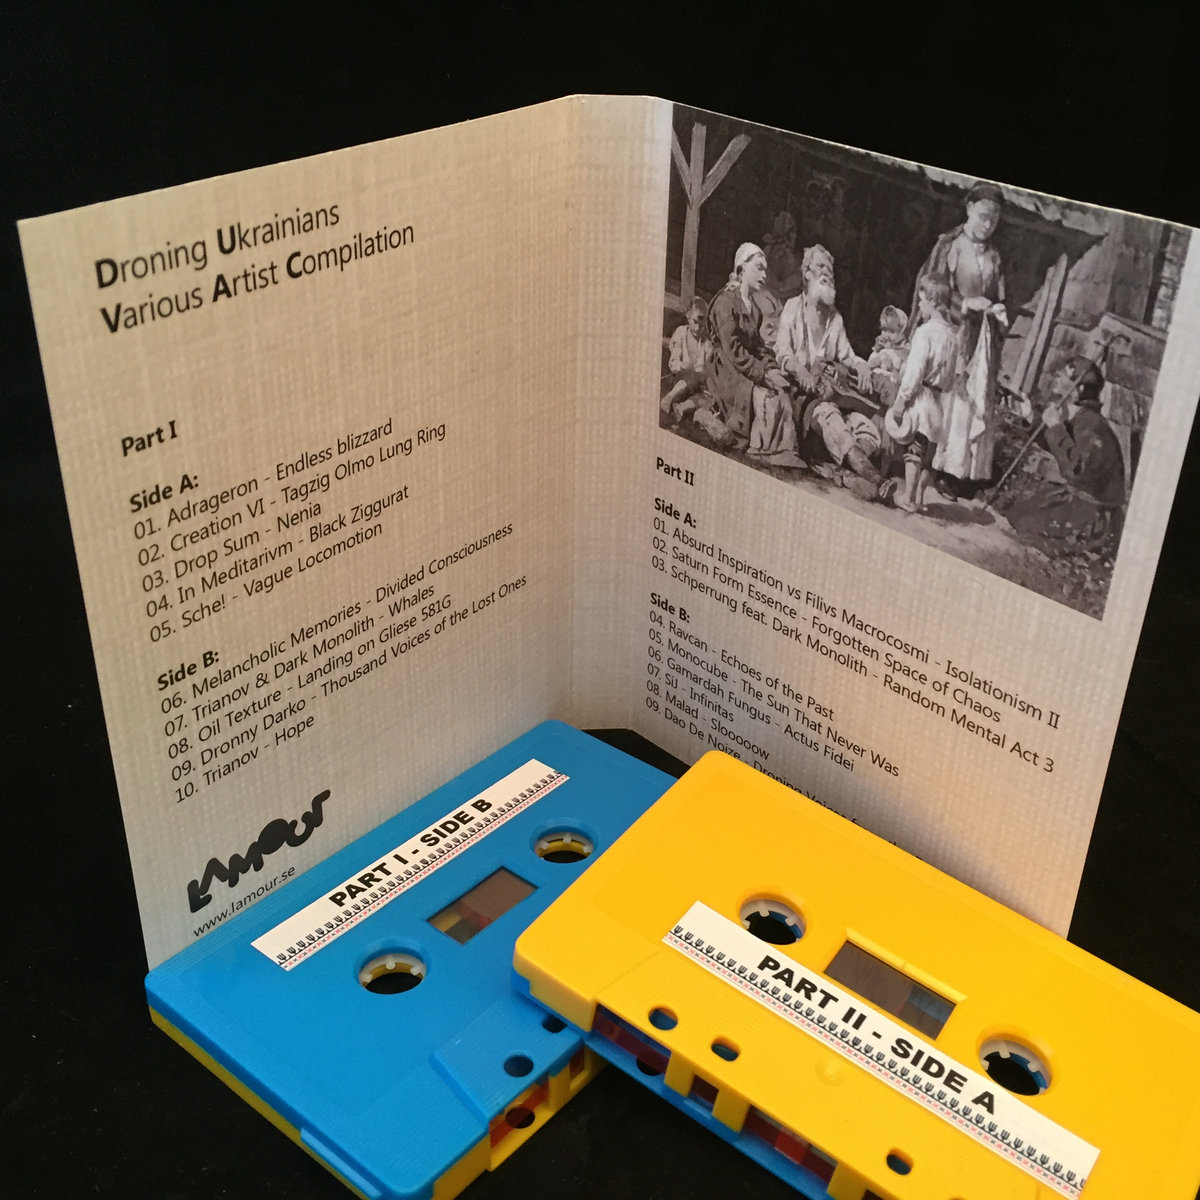 Droning Ukrainians
Various Artist Compilation
Part I
Side A:
01. Adrageron - Endless blizzard
02. Creation VI - Tagzig Olmo Lung Ring
03. Drop Sum - Nenia
04. In Meditarivm - Black Ziggurat
05. Sche! - Vague Locomotion
Side B:
06. Melancholic Memories - Divided Consciousness
07. Trianov & Dark Monolith - Whales
08. Oil Texture - Landing on Gliese 581G
09. Dronny Darko - Thousand Voices of the Lost Ones
10. Trianov - Hope
LAMOUR
www.lamour.se
Part II
Side A:
01. Absurd Inspiration vs Filivs Macrocosmi - Isolationism II
02. Saturn Form Essence - Forgotten Space of Chaos
03. Schperrung feat. Dark Monolith - Random Mental Act 3
Side B:
04. Ravcan - Echoes of the Past
05. Monocube - The Sun That Never Was
06. Gamardah Fungus - Actus Fidei
07. SiJ - Infinitas
08. Malad - Slooooow
09. Dao De Noize - Droning
PART I - SIDE B
PART II - SIDE A